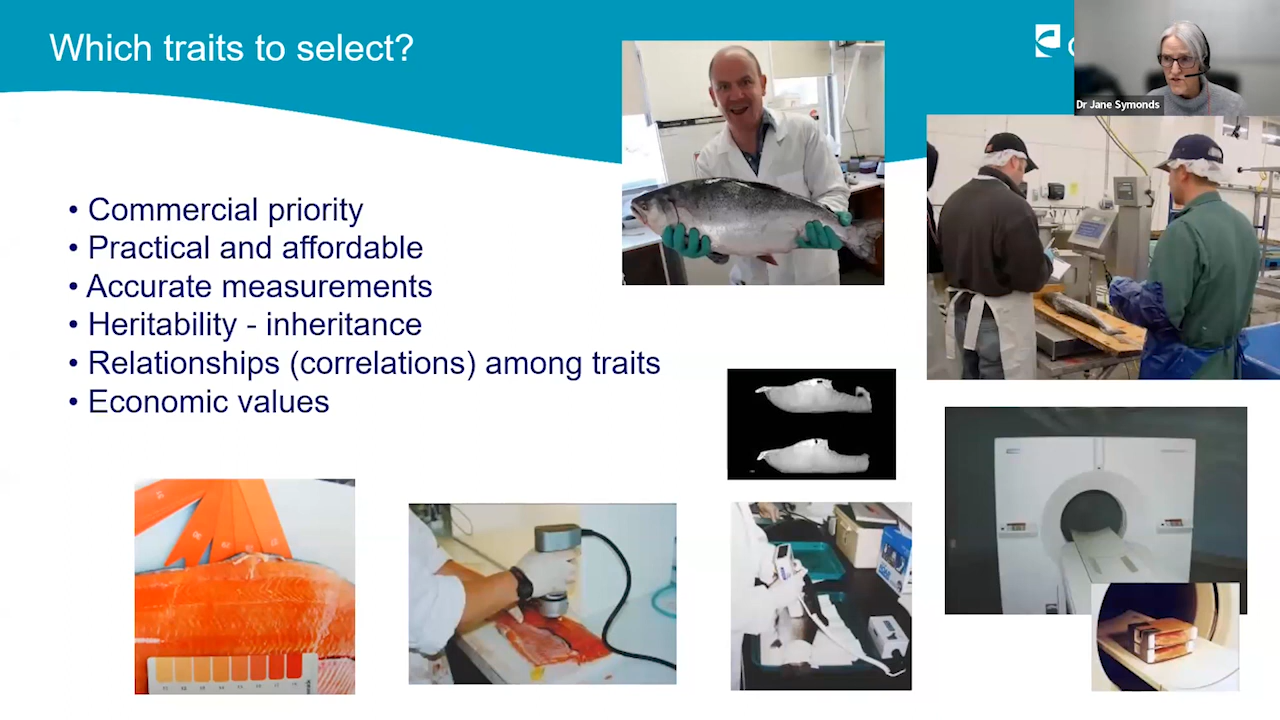 Which traits to select?
Dr Jane Symonds
• Commercial priority
• Practical and affordable
• Accurate measurements
• Heritability - inheritance
• Relationships (correlations) among traits
• Economic values